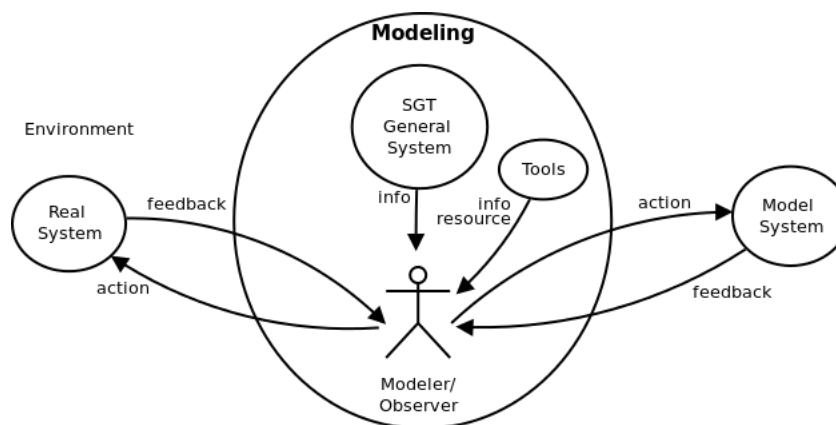 Modeling
SGT
General
System
Environment
Tools
Real
System
feedback
info
info
resource
action
Model
System
action
feedback
Modeler/
Observer